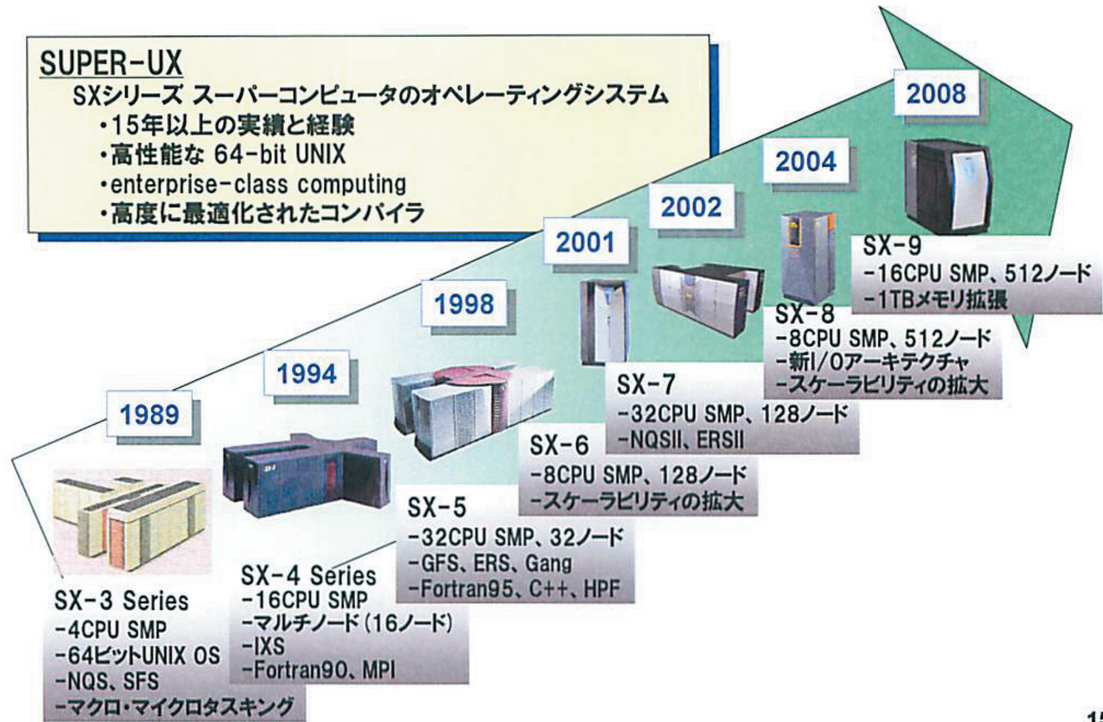 SUPER-UX
SXシリーズ スーパーコンピュータのオペレーティングシステム
・15年以上の実績と経験
・高性能な 64-bit UNIX
・enterprise-class computing
・高度に最適化されたコンパイラ
1989
SX-3 Series
-4CPU SMP
-64ビットUNIX OS
-NQS、SFS
-マクロ・マイクロタスキング
1994
SX-4 Series
-16CPU SMP
-マルチノード(16ノード)
-IXS
-Fortran90、MPI
1998
SX-5
-32CPU SMP、32ノード
-GFS、ERS、Gang
-Fortran95、C++、HPF
2001
SX-6
-8CPU SMP、128ノード
-スケーラビリティの拡大
2002
SX-7
-32CPU SMP、128ノード
-NQSII、ERSII
2004
SX-8
-8CPU SMP、512ノード
-新I/Oアーキテクチャ
-スケーラビリティの拡大
2008
SX-9
-16CPU SMP、512ノード
-1TBメモリ拡張